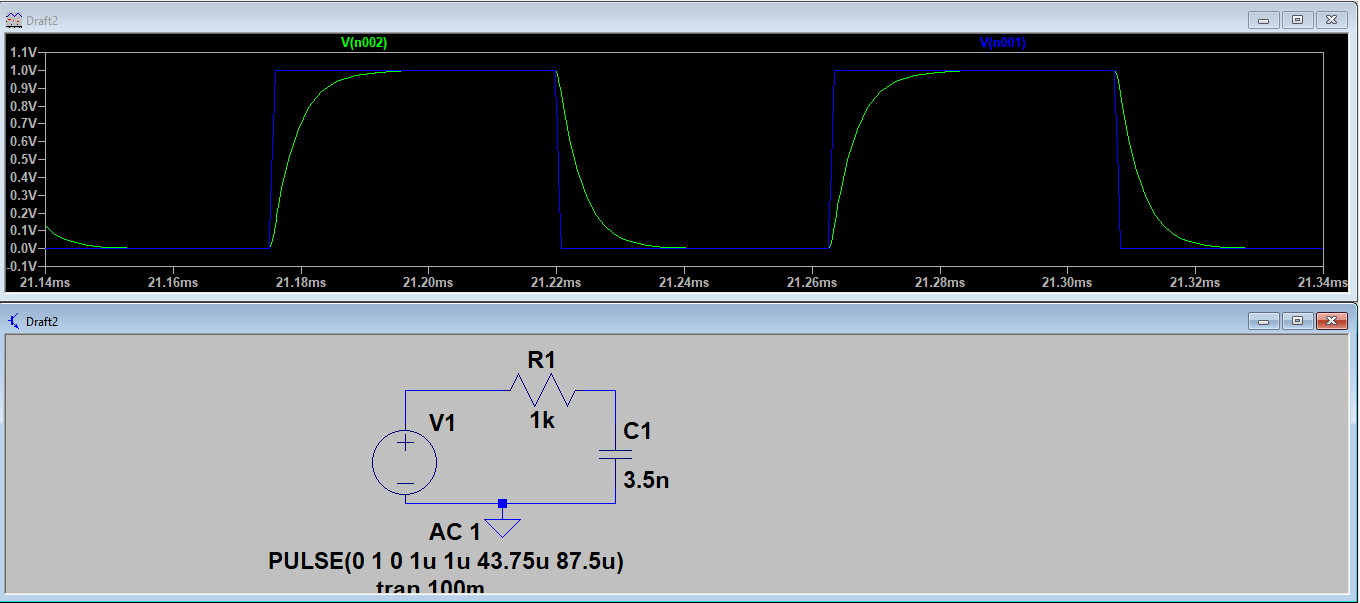 Draft2
V(n002) V(n001)
1.1V
1.0V
0.9V
0.8V
0.7V
0.6V
0.5V
0.4V
0.3V
0.2V
0.1V
0.0V
-0.1V
21.14ms 21.16ms 21.18ms 21.20ms 21.22ms 21.24ms 21.26ms 21.28ms 21.30ms 21.32ms 21.34ms
Draft2
R1
1k
V1
C1
3.5n
AC 1
PULSE(0 1 0 1u 1u 43.75u 87.5u)
tran 100m